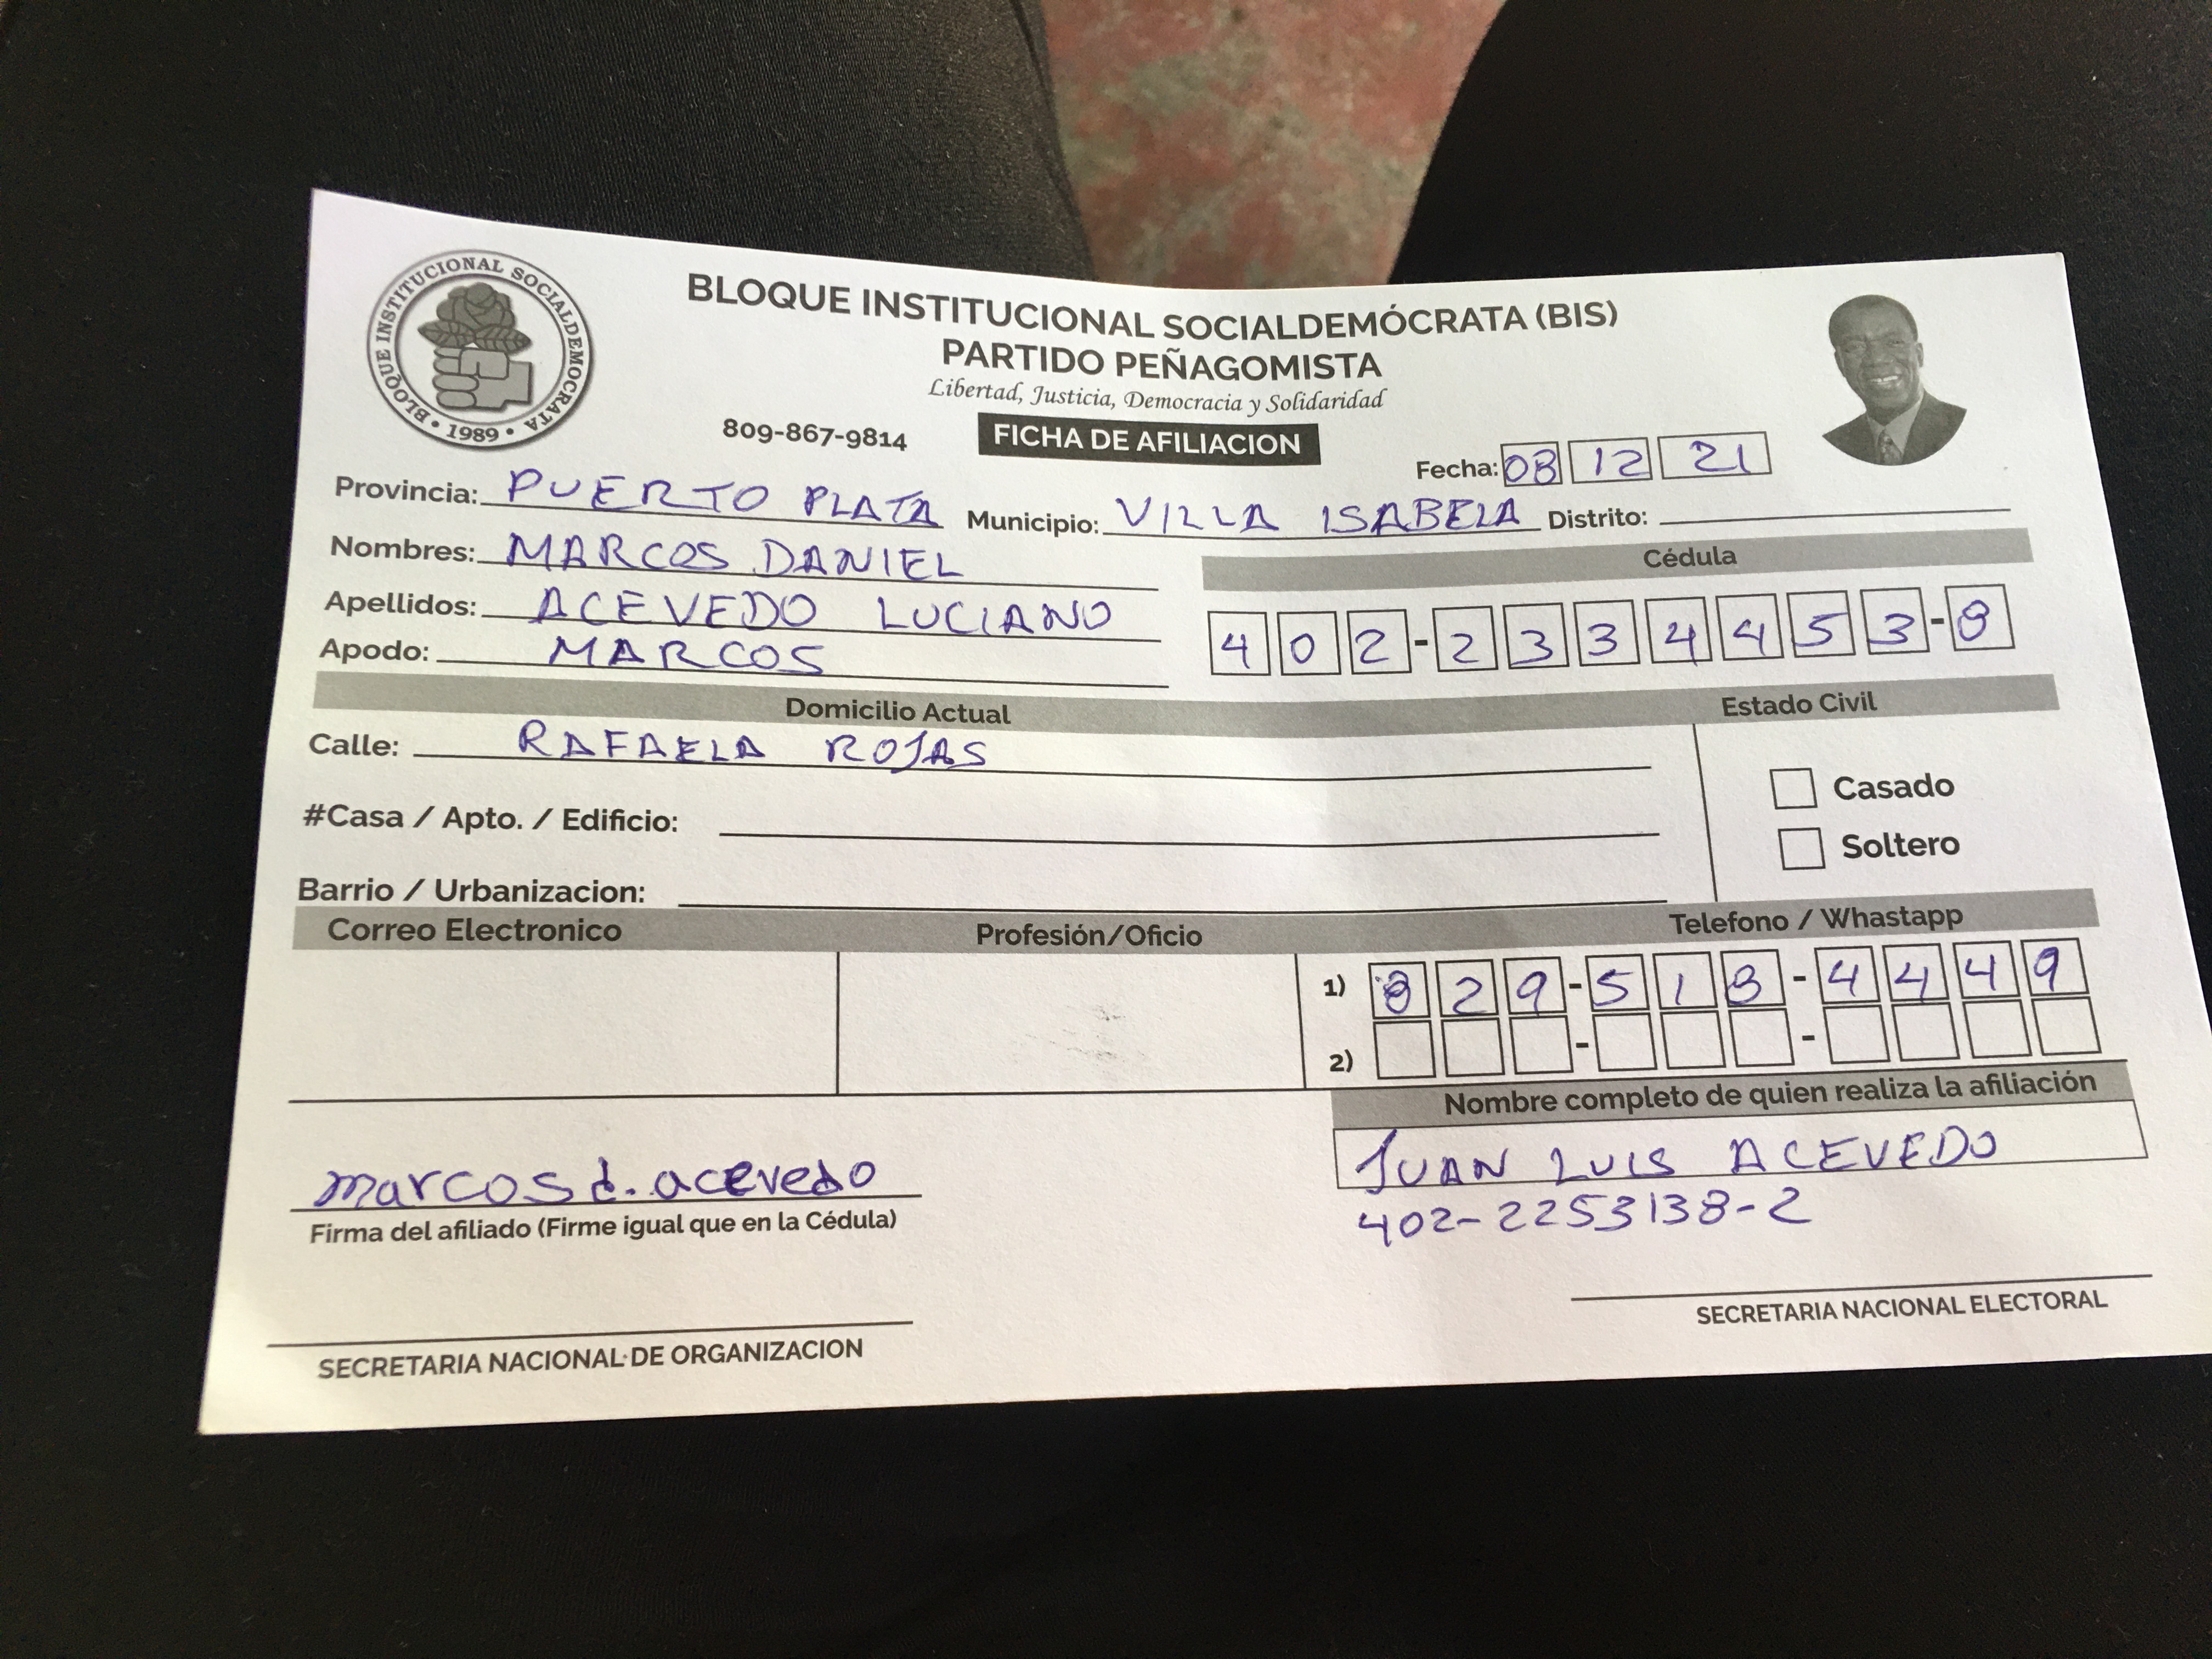 BLOQUE INSTITUCIONAL SOCIALDEMOCRATA
• 1989 •
BLOQUE INSTITUCIONAL SOCIALDEMÓCRATA (BIS)
PARTIDO PEÑAGOMISTA
Libertad, Justicia, Democracia y Solidaridad
809-867-9814 FICHA DE AFILIACION
Fecha: 08 12 21
Provincia: PUERTO PLATA Municipio: VILLA ISABELA Distrito:
Nombres: MARCOS DANIEL
Cédula
Apellidos: ACEVEDO LUCIANO
402-2334453-8
Apodo: MARCOS
Domicilio Actual Estado Civil
Calle: RAFAELA ROJAS
Casado
#Casa / Apto. / Edificio:
Soltero
Barrio / Urbanizacion:
Correo Electronico Profesión/Oficio Telefono / Whastapp
1) 829-518-4449
2) - -
Nombre completo de quien realiza la afiliación
JUAN LUIS ACEVEDO
402-2253138-2
marcos d. acevedo
Firma del afiliado (Firme igual que en la Cédula)
SECRETARIA NACIONAL DE ORGANIZACION
SECRETARIA NACIONAL ELECTORAL